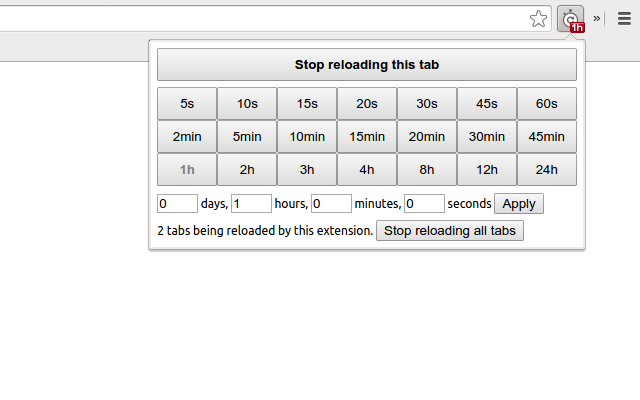 1h »
Stop reloading this tab
5s 10s 15s 20s 30s 45s 60s
2min 5min 10min 15min 20min 30min 45min
1h 2h 3h 4h 8h 12h 24h
0 days, 1 hours, 0 minutes, 0 seconds Apply
2 tabs being reloaded by this extension. Stop reloading all tabs